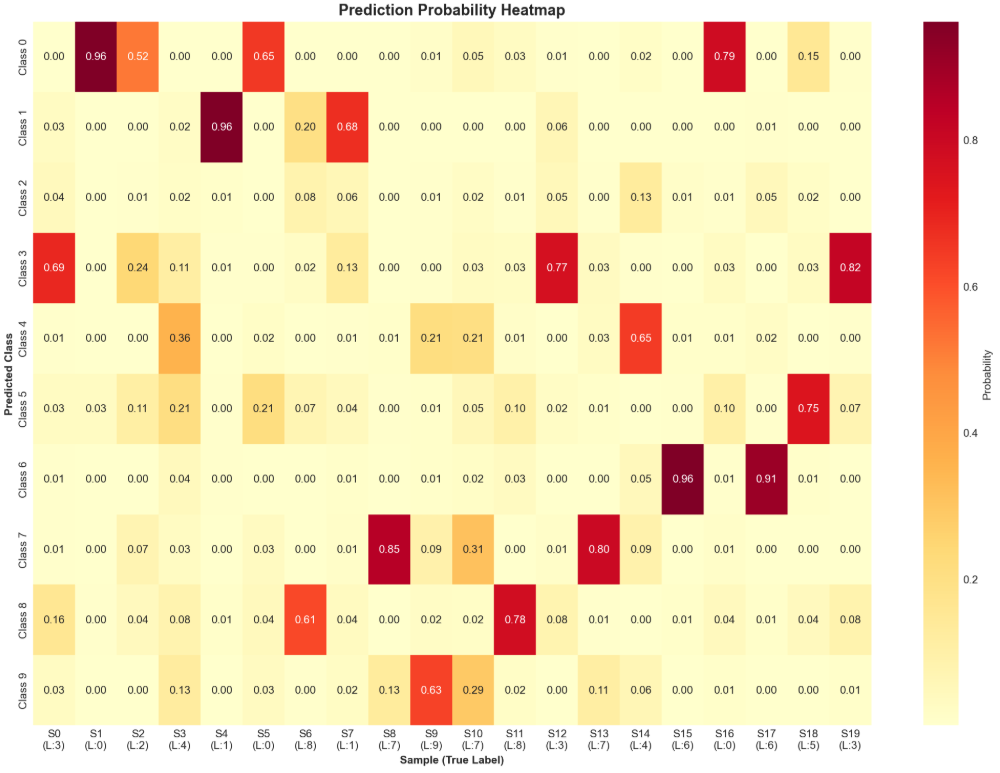 Prediction Probability Heatmap
Class 0 0.00 0.96 0.52 0.00 0.00 0.65 0.00 0.00 0.00 0.01 0.05 0.03 0.01 0.00 0.02 0.00 0.79 0.00 0.15 0.00
Class 1 0.03 0.00 0.00 0.02 0.96 0.00 0.20 0.68 0.00 0.00 0.00 0.00 0.06 0.00 0.00 0.00 0.00 0.01 0.00 0.00
0.8
Class 2 0.04 0.00 0.01 0.02 0.01 0.00 0.08 0.06 0.00 0.01 0.02 0.01 0.05 0.00 0.13 0.01 0.01 0.05 0.02 0.00
Class 3 0.69 0.00 0.24 0.11 0.01 0.00 0.02 0.13 0.00 0.00 0.03 0.03 0.77 0.03 0.00 0.00 0.03 0.00 0.03 0.82
0.6
Class 4 0.01 0.00 0.00 0.36 0.00 0.02 0.00 0.01 0.01 0.21 0.21 0.01 0.00 0.03 0.65 0.01 0.01 0.02 0.00 0.00
Predicted Class
Probability
Class 5 0.03 0.03 0.11 0.21 0.00 0.21 0.07 0.04 0.00 0.01 0.05 0.10 0.02 0.01 0.00 0.00 0.10 0.00 0.75 0.07
0.4
Class 6 0.01 0.00 0.00 0.04 0.00 0.00 0.00 0.00 0.00 0.01 0.02 0.03 0.00 0.00 0.05 0.96 0.01 0.91 0.01 0.00
Class 7 0.01 0.00 0.07 0.03 0.00 0.03 0.00 0.01 0.85 0.09 0.31 0.00 0.01 0.80 0.09 0.00 0.01 0.00 0.00 0.00
0.2
Class 8 0.16 0.00 0.04 0.08 0.01 0.04 0.61 0.04 0.00 0.02 0.02 0.78 0.08 0.01 0.00 0.01 0.04 0.01 0.04 0.08
Class 9 0.03 0.00 0.00 0.13 0.00 0.03 0.00 0.02 0.13 0.63 0.29 0.02 0.00 0.11 0.06 0.00 0.01 0.00 0.00 0.01
S0 S1 S2 S3 S4 S5 S6 S7 S8 S9 S10 S11 S12 S13 S14 S15 S16 S17 S18 S19
(L:3) (L:0) (L:2) (L:4) (L:1) (L:0) (L:8) (L:1) (L:7) (L:9) (L:7) (L:8) (L:3) (L:7) (L:4) (L:6) (L:0) (L:6) (L:5) (L:3)
Sample (True Label)